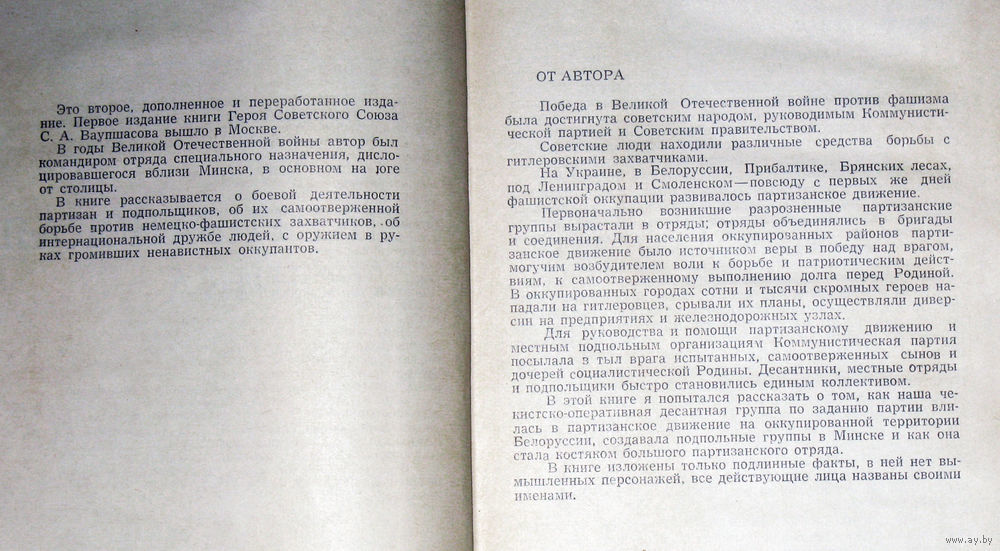 Это второе, дополненное и переработанное изда-
ние. Первое издание книги Героя Советского Союза
С. А. Ваупшасова вышло в Москве.
В годы Великой Отечественной войны автор был
командиром отряда специального назначения, дисло-
цировавшегося вблизи Минска, в основном на юге
от столицы.
В книге рассказывается о боевой деятельности
партизан и подпольщиков, об их самоотверженной
борьбе против немецко-фашистских захватчиков, об
интернациональной дружбе людей, с оружием в ру-
ках громивших ненавистных оккупантов.
ОТ АВТОРА
Победа в Великой Отечественной войне против фашизма
была достигнута советским народом, руководимым Коммунисти-
ческой партией и Советским правительством.
Советские люди находили различные средства борьбы с
гитлеровскими захватчиками.
На Украине, в Белоруссии, Прибалтике, Брянских лесах,
под Ленинградом и Смоленском—повсюду с первых же дней
фашистской оккупации развивалось партизанское движение.
Первоначально возникшие разрозненные партизанские
группы вырастали в отряды; отряды объединялись в бригады
и соединения. Для населения оккупированных районов парти-
занское движение было источником веры в победу над врагом,
могучим возбудителем воли к борьбе и патриотическим дейст-
виям, к самоотверженному выполнению долга перед Родиной.
В оккупированных городах сотни и тысячи скромных героев на-
падали на гитлеровцев, срывали их планы, осуществляли дивер-
сии на предприятиях и железнодорожных узлах.
Для руководства и помощи партизанскому движению и
местным подпольным организациям Коммунистическая партия
посылала в тыл врага испытанных, самоотверженных сынов и
дочерей социалистической Родины. Десантники, местные отряды
и подпольщики быстро становились единым коллективом.
В этой книге я попытался рассказать о том, как наша че-
кистско-оперативная десантная группа по заданию партии вли-
лась в партизанское движение на оккупированной территории
Белоруссии, создавала подпольные группы в Минске и как она
стала костяком большого партизанского отряда.
В книге изложены только подлинные факты, в ней нет вы-
мышленных персонажей, все действующие лица названы своими
именами.
www.ay.by